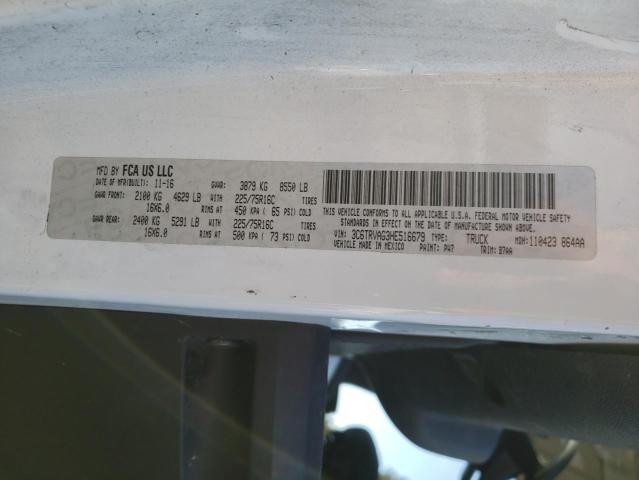 MFD BY FCA US LLC
DATE OF MFR(BUILT): 11-16 GVWR: 3879 KG 8550 LB
GAWR FRONT: 2100 KG 4629 LB WITH 225/75R16C TIRES
16X6.0 RIMS AT 450 KPA ( 65 PSI) COLD
GAWR REAR: 2400 KG 5291 LB WITH 225/75R16C TIRES
16X6.0 RIMS AT 500 KPA ( 73 PSI) COLD
THIS VEHICLE CONFORMS TO ALL APPLICABLE U.S.A. FEDERAL MOTOR VEHICLE SAFETY
STANDARDS IN EFFECT ON THE DATE OF MANUFACTURE SHOWN ABOVE.
VIN: 3C6TRVAG3HE516679 TYPE: TRUCK MDH: 110423 864AA
VEHICLE MADE IN MEXICO PAINT: PW7 TRIM: B7AA